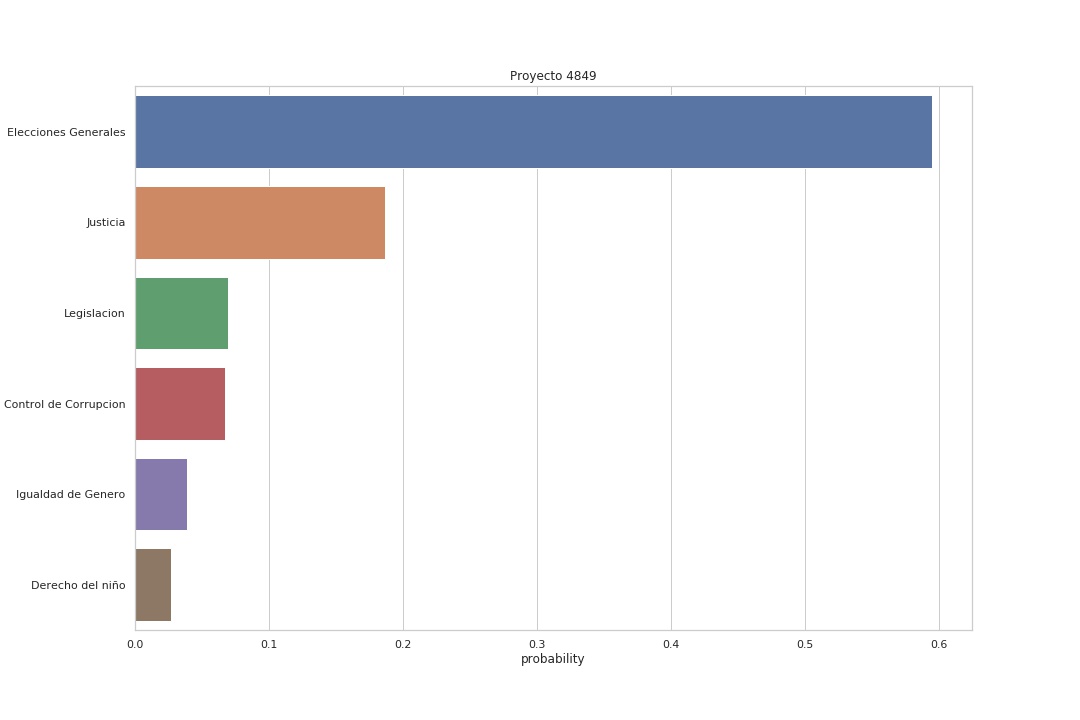 Proyecto 4849
Elecciones Generales
Justicia
Legislacion
Control de Corrupcion
Igualdad de Genero
Derecho del niño
0.0 0.1 0.2 0.3 0.4 0.5 0.6
probability